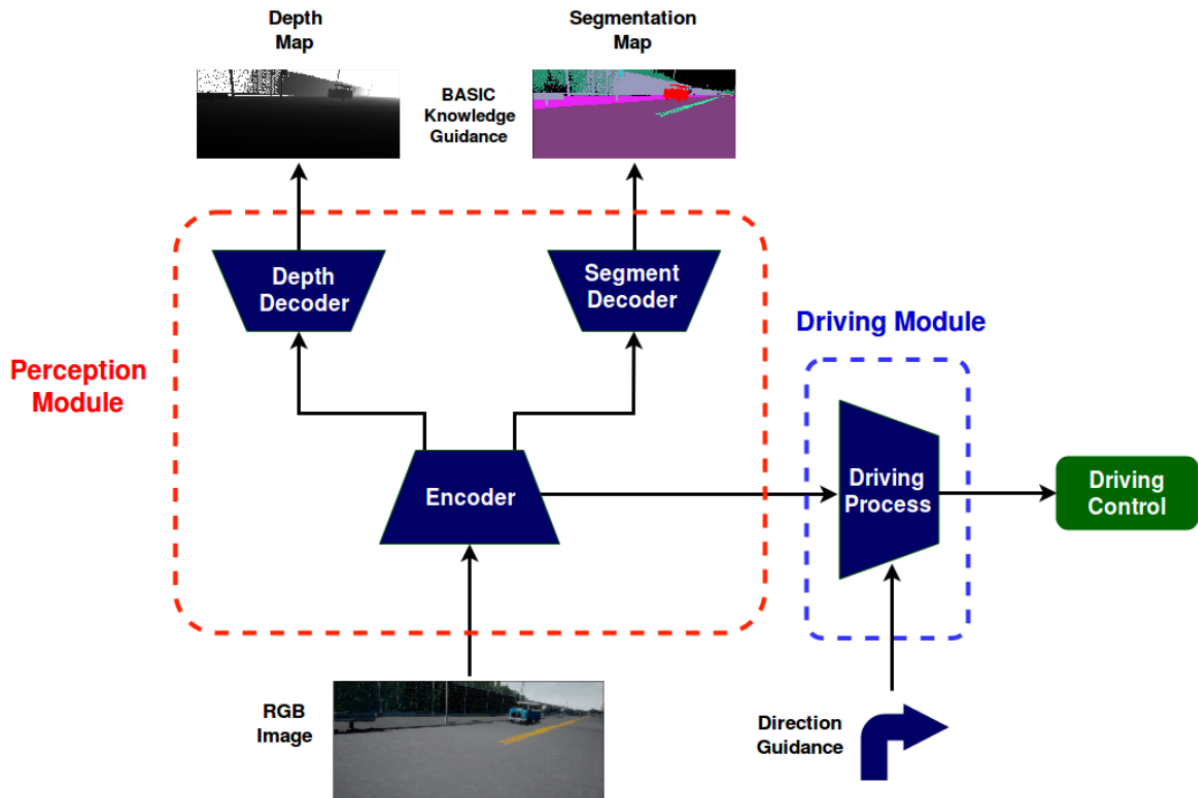 Depth
Map
Segmentation
Map
BASIC
Knowledge
Guidance
Depth
Decoder
Segment
Decoder
Driving Module
Perception
Module
Encoder
Driving
Process
Driving
Control
RGB
Image
Direction
Guidance